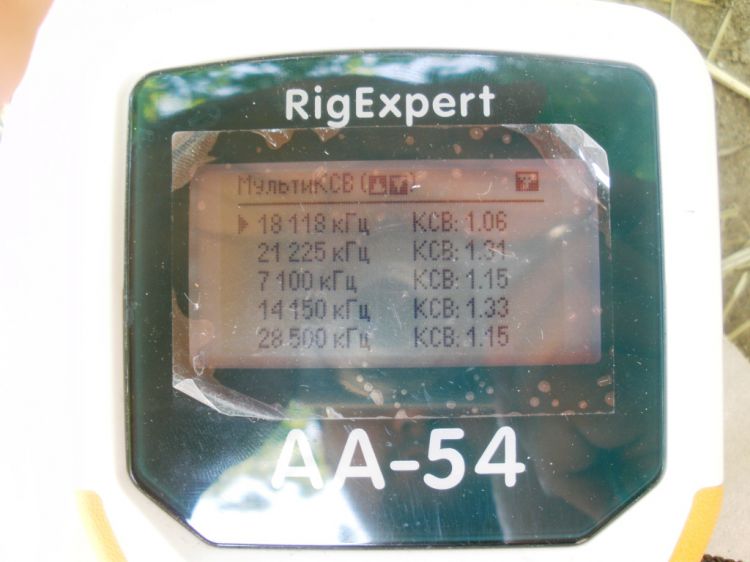 RigExpert
МультиКСВ (▲▼)
18 118 кГц КСВ: 1.06
21 225 кГц КСВ: 1.31
7 100 кГц КСВ: 1.15
14 150 кГц КСВ: 1.33
28 500 кГц КСВ: 1.15
AA-54